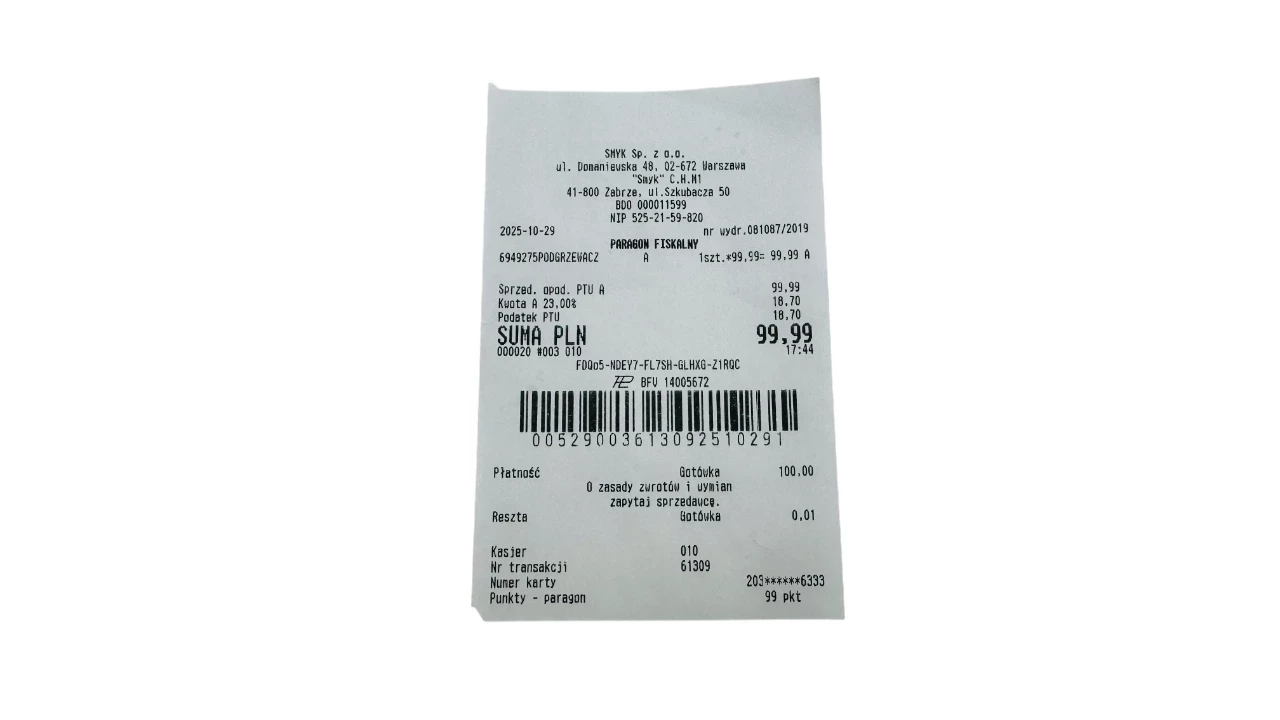 SMYK Sp. z o.o.
ul. Domaniewska 48, 02-672 Warszawa
"Smyk" C.H.M1
41-800 Zabrze, ul.Szkubacza 50
BDO 000011599
NIP 525-21-59-820
2025-10-29 nr wydr.081087/2019
PARAGON FISKALNY
6949275PODGRZEWACZ A 1szt.*99,99= 99,99 A
Sprzed. opod. PTU A 99,99
Kwota A 23,00% 18,70
Podatek PTU 18,70
SUMA PLN 99,99
000020 #003 010 17:44
FDQo5-NDEY7-FL7SH-GLHXG-Z1RQC
BFV 14005672
00529003613092510291
Płatność Gotówka 100,00
O zasady zwrotów i wymian
zapytaj sprzedawcę.
Reszta Gotówka 0,01
Kasjer 010
Nr transakcji 61309
Numer karty 203******6333
Punkty - paragon 99 pkt